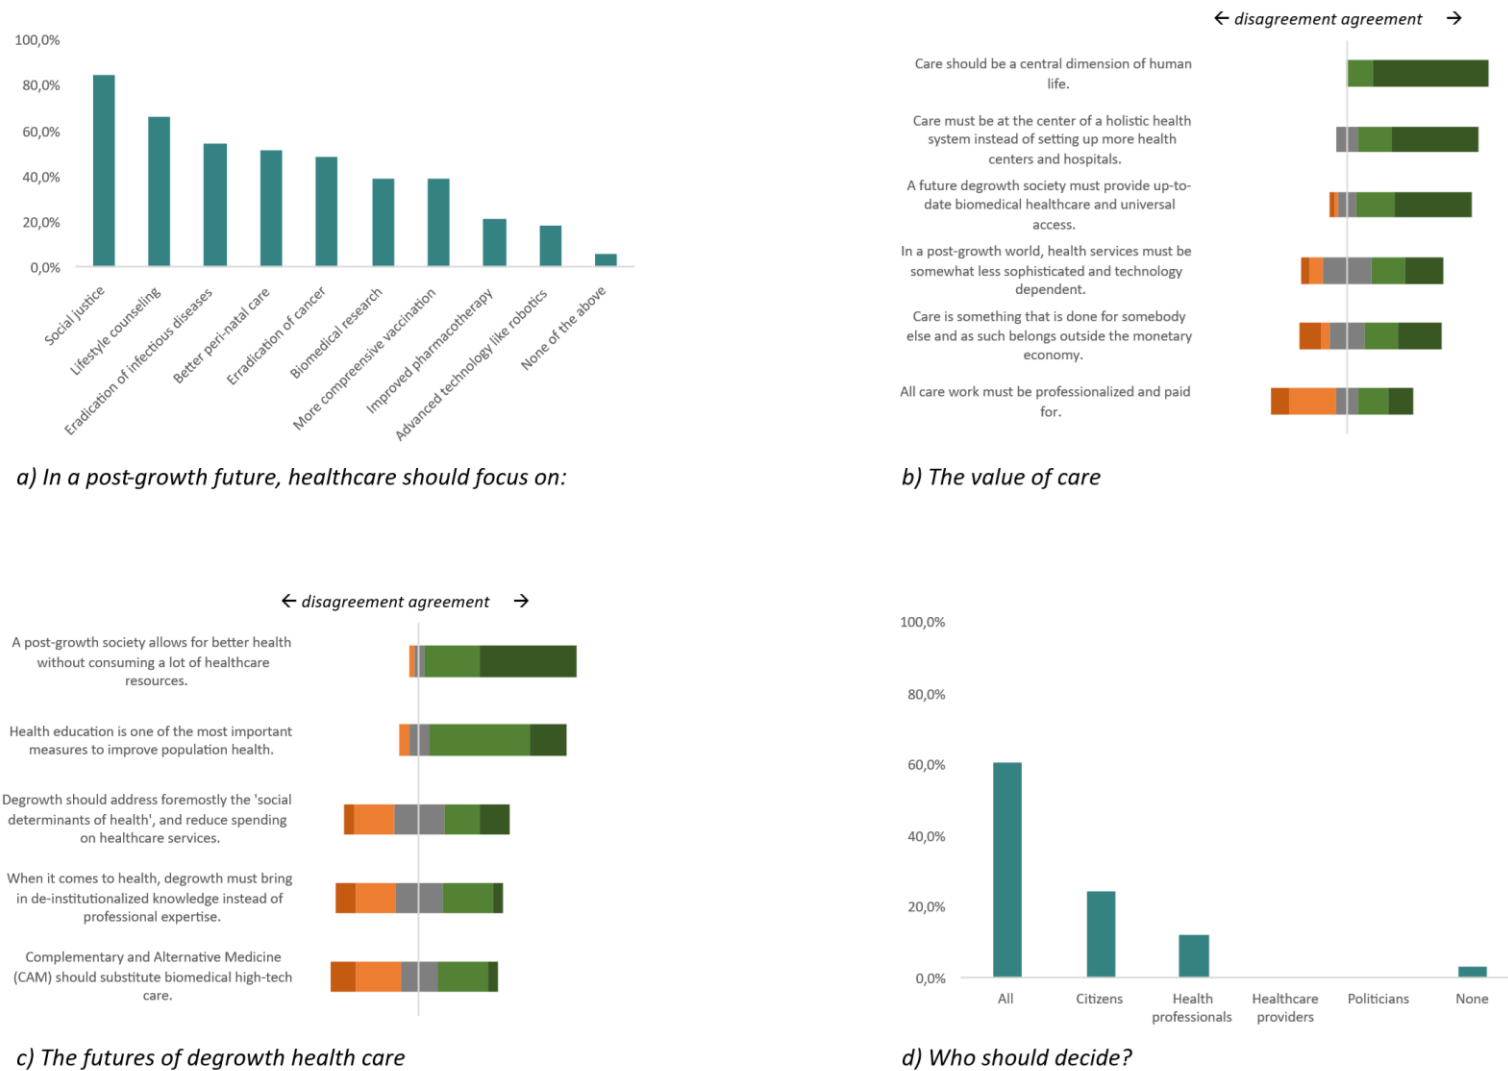 100,0%
80,0%
60,0%
40,0%
20,0%
0,0%
Social justice
Lifestyle counseling
Eradication of infectious diseases
Better peri-natal care
Erradication of cancer
Biomedical research
More compreensive vaccination
Improved pharmacotherapy
Advanced technology like robotics
None of the above
a) In a post-growth future, healthcare should focus on:
← disagreement agreement →
Care should be a central dimension of human
life.
Care must be at the center of a holistic health
system instead of setting up more health
centers and hospitals.
A future degrowth society must provide up-to-
date biomedical healthcare and universal
access.
In a post-growth world, health services must be
somewhat less sophisticated and technology
dependent.
Care is something that is done for somebody
else and as such belongs outside the monetary
economy.
All care work must be professionalized and paid
for.
b) The value of care
← disagreement agreement →
A post-growth society allows for better health
without consuming a lot of healthcare
resources.
Health education is one of the most important
measures to improve population health.
Degrowth should address foremostly the 'social
determinants of health', and reduce spending
on healthcare services.
When it comes to health, degrowth must bring
in de-institutionalized knowledge instead of
professional expertise.
Complementary and Alternative Medicine
(CAM) should substitute biomedical high-tech
care.
c) The futures of degrowth health care
100,0%
80,0%
60,0%
40,0%
20,0%
0,0%
All
Citizens
Health
professionals
Healthcare
providers
Politicians
None
d) Who should decide?